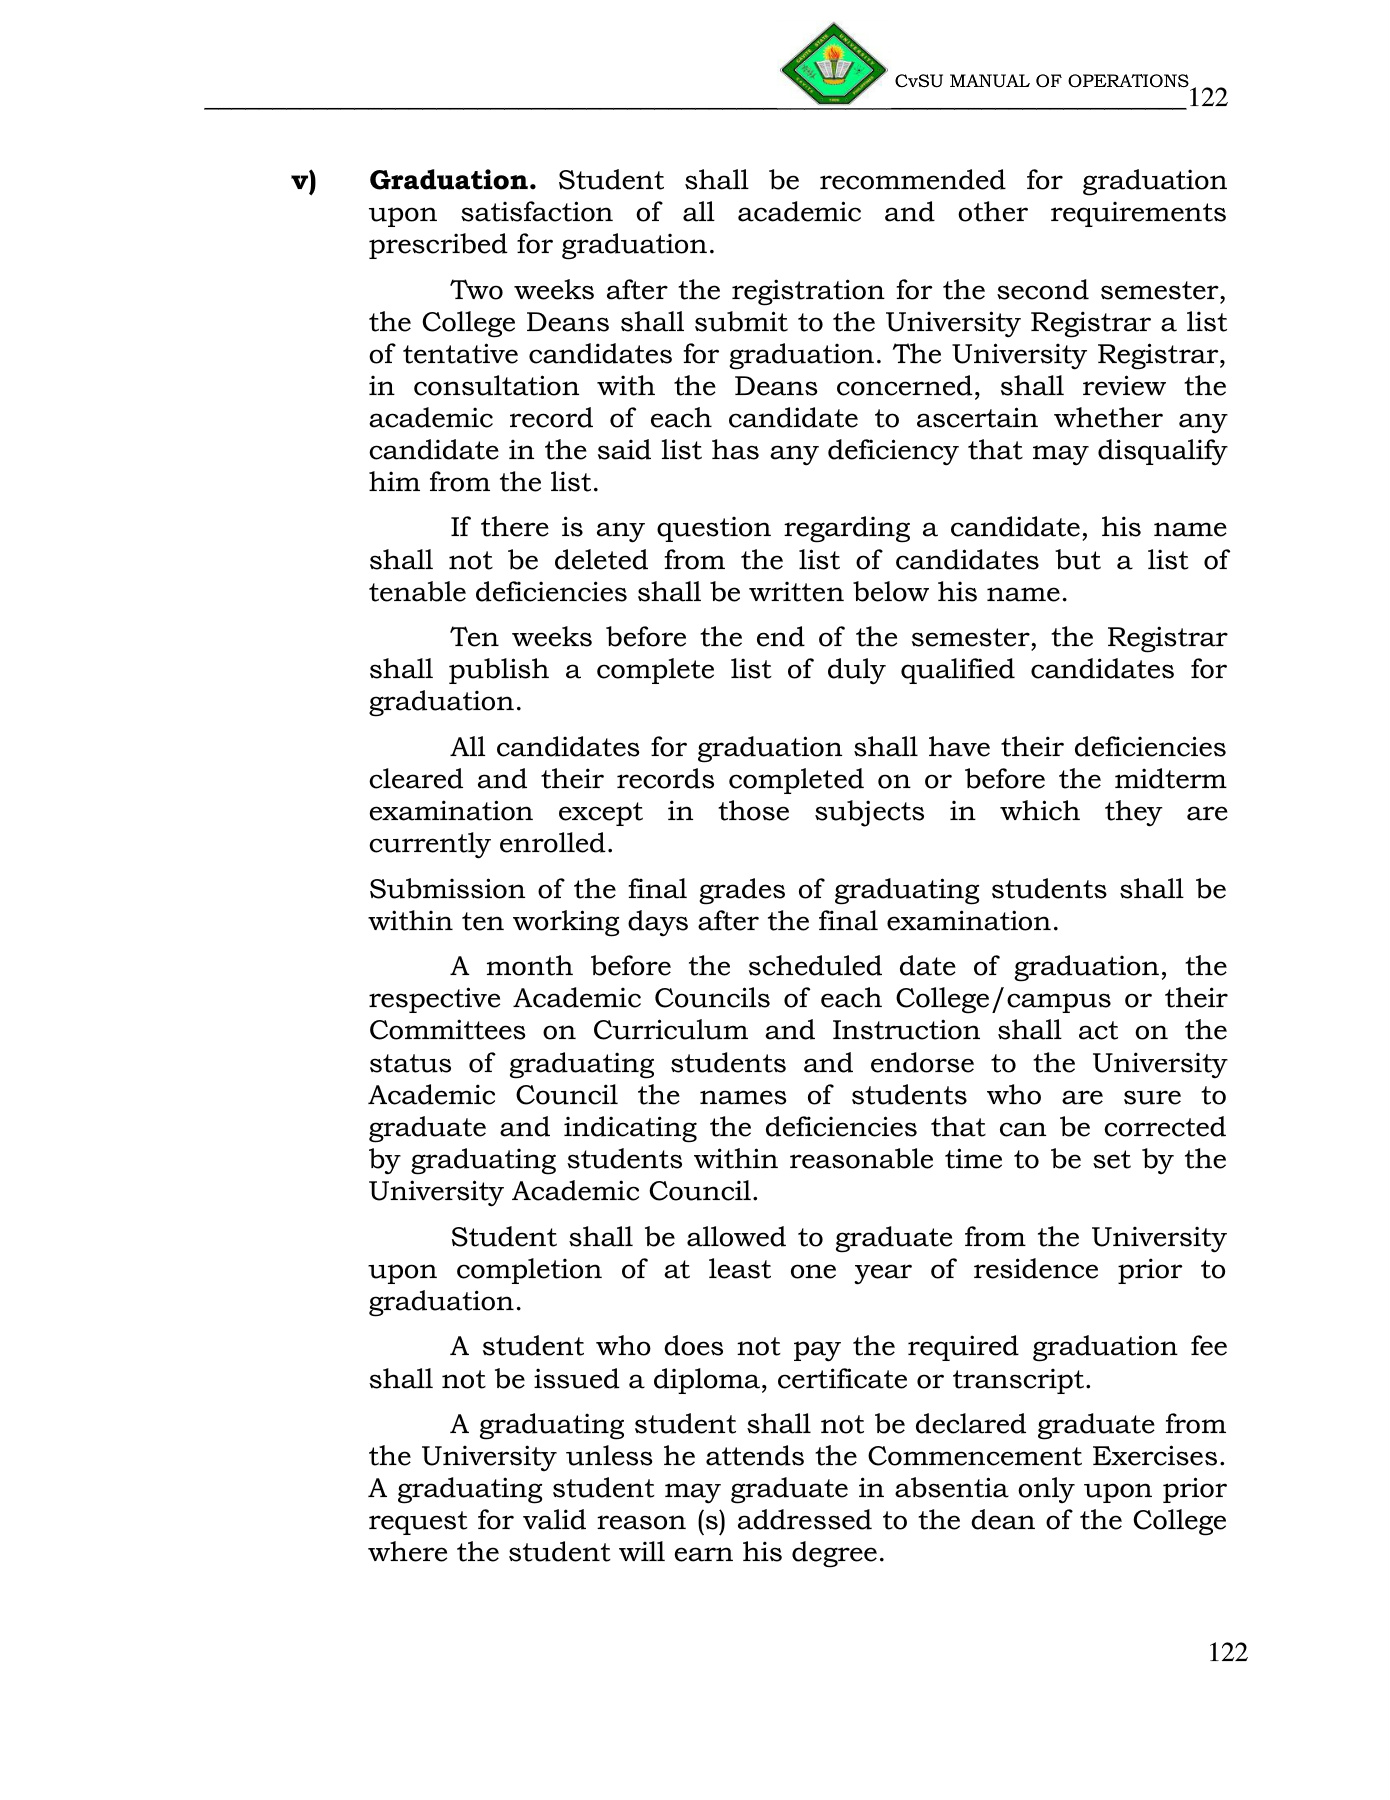 CvSU MANUAL OF OPERATIONS
122
v) Graduation. Student shall be recommended for graduation
upon satisfaction of all academic and other requirements
prescribed for graduation.
Two weeks after the registration for the second semester,
the College Deans shall submit to the University Registrar a list
of tentative candidates for graduation. The University Registrar,
in consultation with the Deans concerned, shall review the
academic record of each candidate to ascertain whether any
candidate in the said list has any deficiency that may disqualify
him from the list.
If there is any question regarding a candidate, his name
shall not be deleted from the list of candidates but a list of
tenable deficiencies shall be written below his name.
Ten weeks before the end of the semester, the Registrar
shall publish a complete list of duly qualified candidates for
graduation.
All candidates for graduation shall have their deficiencies
cleared and their records completed on or before the midterm
examination except in those subjects in which they are
currently enrolled.
Submission of the final grades of graduating students shall be
within ten working days after the final examination.
A month before the scheduled date of graduation, the
respective Academic Councils of each College/campus or their
Committees on Curriculum and Instruction shall act on the
status of graduating students and endorse to the University
Academic Council the names of students who are sure to
graduate and indicating the deficiencies that can be corrected
by graduating students within reasonable time to be set by the
University Academic Council.
Student shall be allowed to graduate from the University
upon completion of at least one year of residence prior to
graduation.
A student who does not pay the required graduation fee
shall not be issued a diploma, certificate or transcript.
A graduating student shall not be declared graduate from
the University unless he attends the Commencement Exercises.
A graduating student may graduate in absentia only upon prior
request for valid reason (s) addressed to the dean of the College
where the student will earn his degree.
122